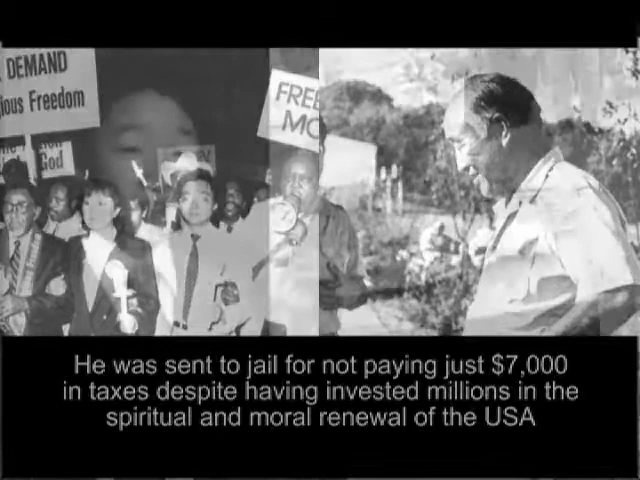 DEMAND
ious Freedom
God
FREE
MO
He was sent to jail for not paying just $7,000
in taxes despite having invested millions in the
spiritual and moral renewal of the USA